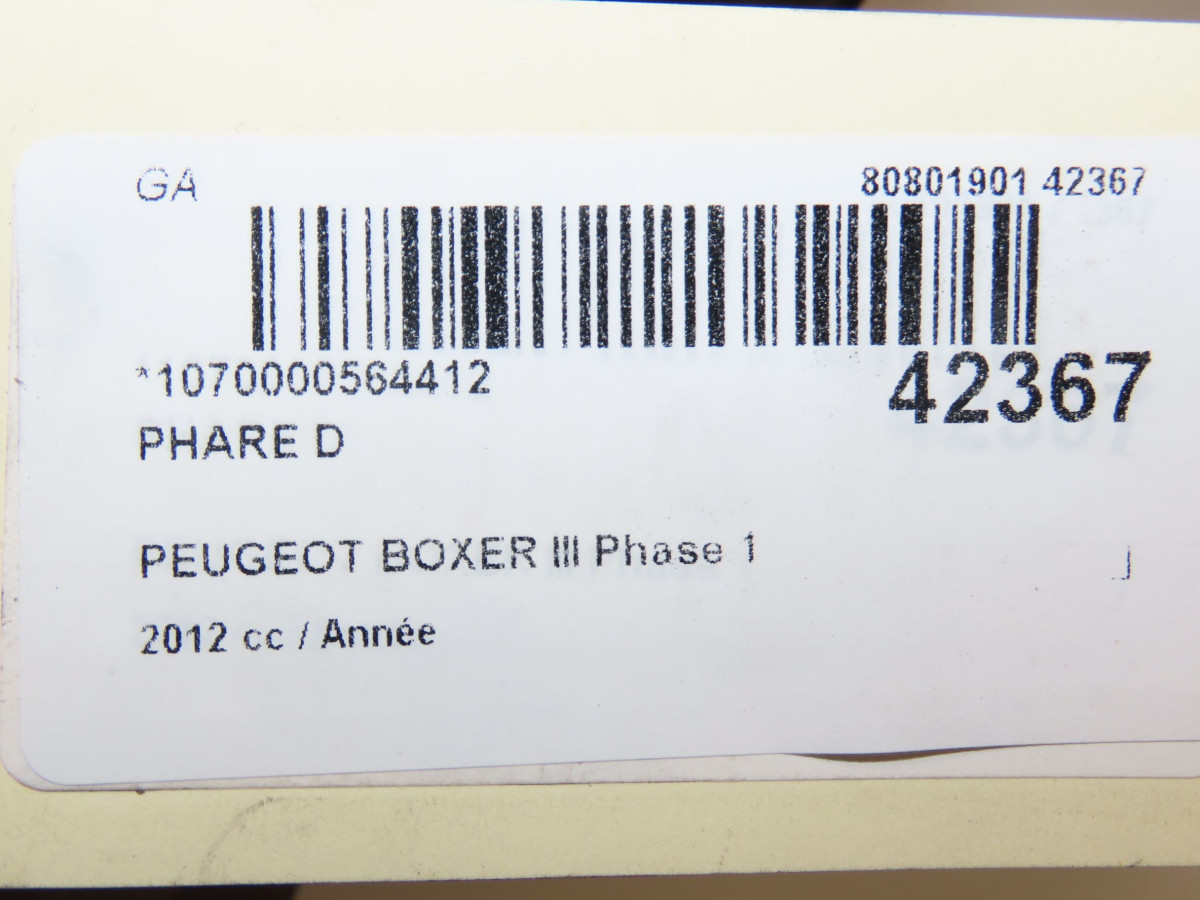 GA
80801901 42367
*1070000564412
42367
PHARE D
PEUGEOT BOXER III Phase 1
2012 cc / Année